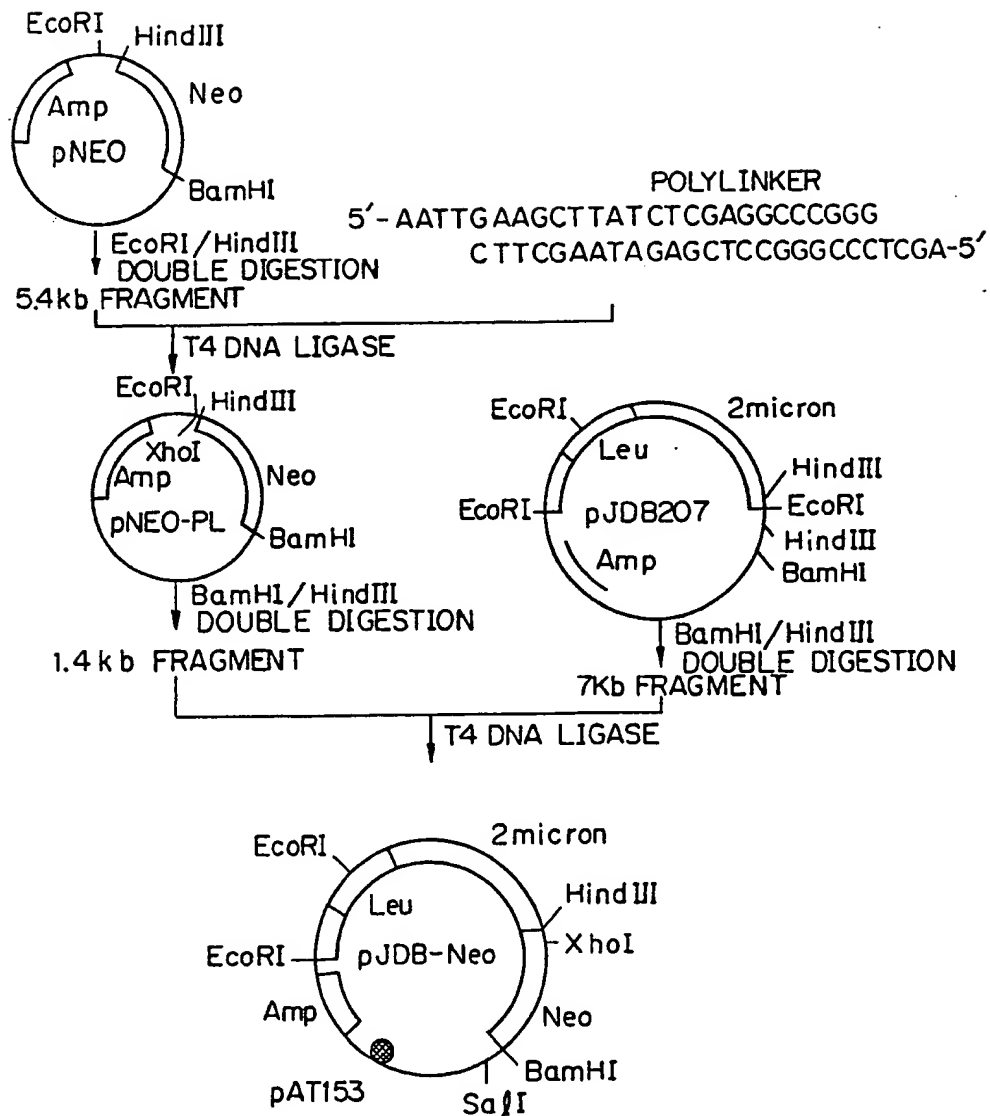 EcoRI
HindIII
Amp
Neo
pNEO
BamHI
POLYLINKER
5′-AATTGAAGCTTATCTCGAGGCCCGGG
CTTCGAATAGAGCTCCGGGCCCTCGA-5′
EcoRI/HindIII
DOUBLE DIGESTION
5.4kb FRAGMENT
T4 DNA LIGASE
EcoRI
HindIII
XhoI
Amp
Neo
pNEO-PL
BamHI
EcoRI
2micron
Leu
HindIII
EcoRI
pJDB207
EcoRI
HindIII
Amp
BamHI
BamHI/HindIII
DOUBLE DIGESTION
1.4kb FRAGMENT
BamHI/HindIII
DOUBLE DIGESTION
7Kb FRAGMENT
T4 DNA LIGASE
2micron
EcoRI
HindIII
Leu
XhoI
EcoRI
pJDB-Neo
Amp
Neo
BamHI
pAT153
SalI